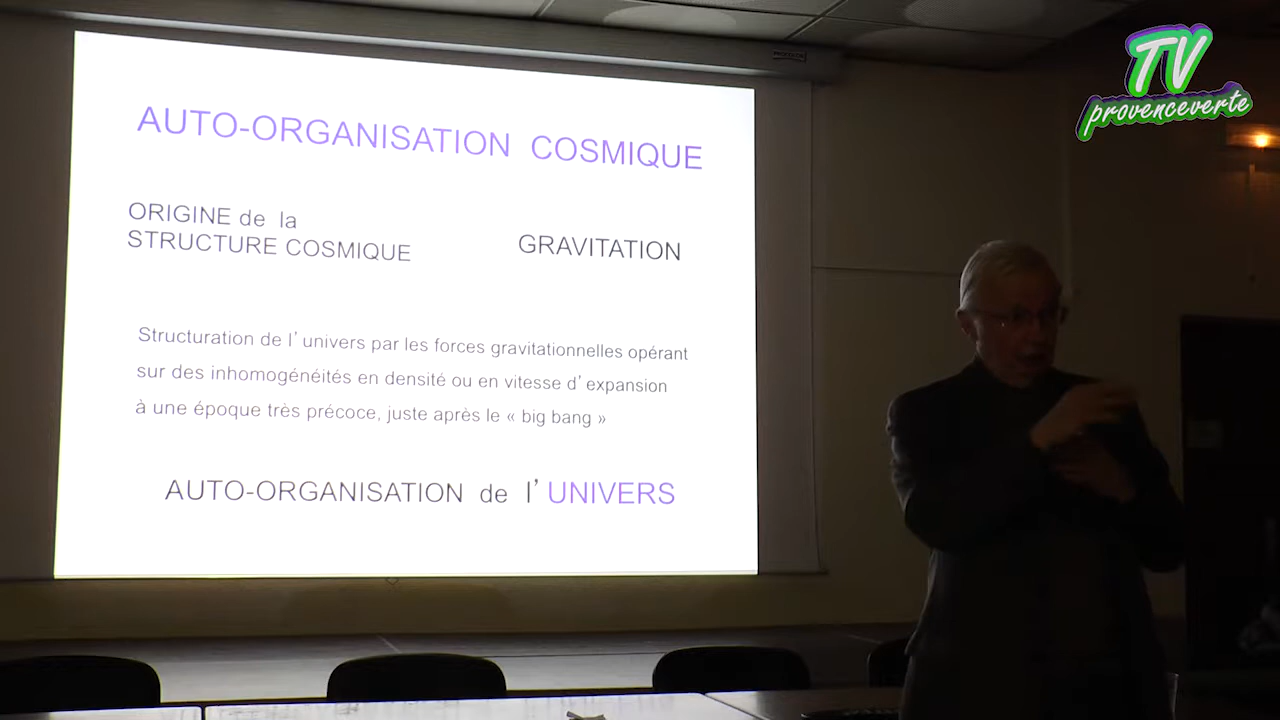 AUTO-ORGANISATION COSMIQUE
ORIGINE de la
STRUCTURE COSMIQUE
GRAVITATION
Structuration de l’univers par les forces gravitationnelles opérant
sur des inhomogénéités en densité ou en vitesse d’expansion
à une époque très précoce, juste après le « big bang »
AUTO-ORGANISATION de l’UNIVERS
TV
provenceverte